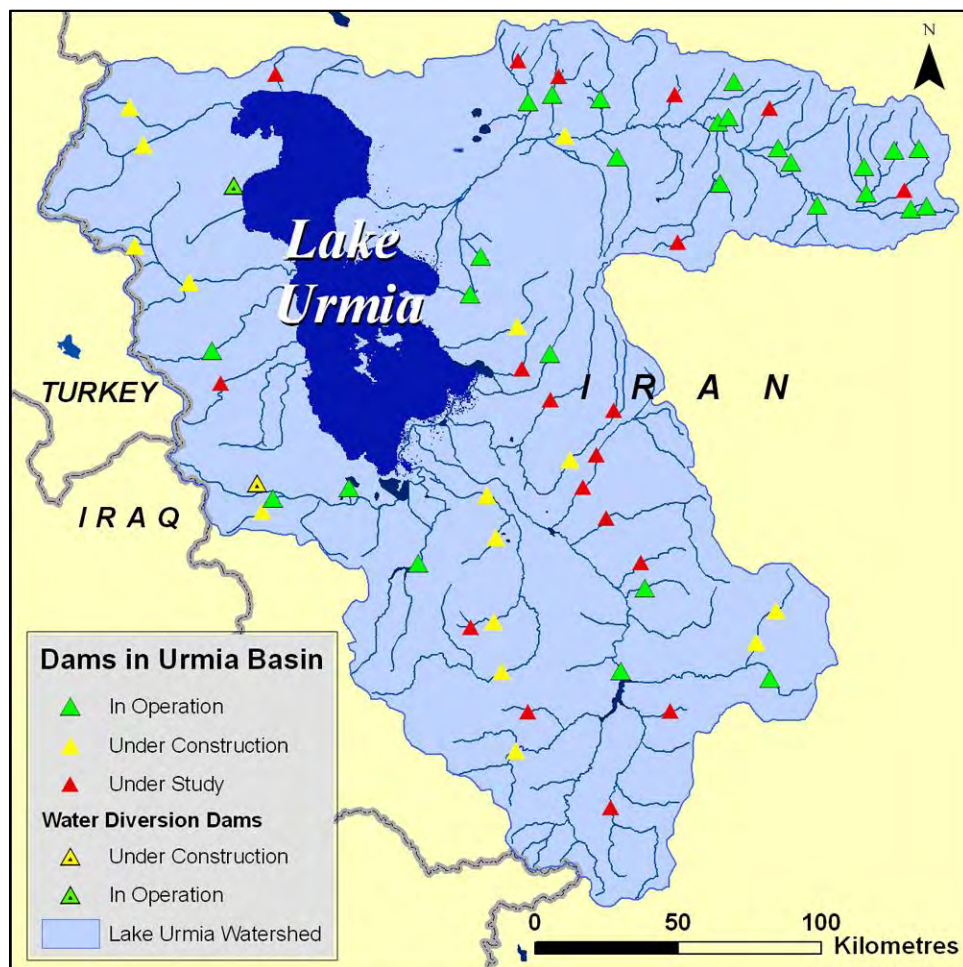 N
Lake
Urmia
TURKEY
I R A N
I R A Q
Dams in Urmia Basin
In Operation
Under Construction
Under Study
Water Diversion Dams
Under Construction
In Operation
Lake Urmia Watershed
0 50 100
Kilometres